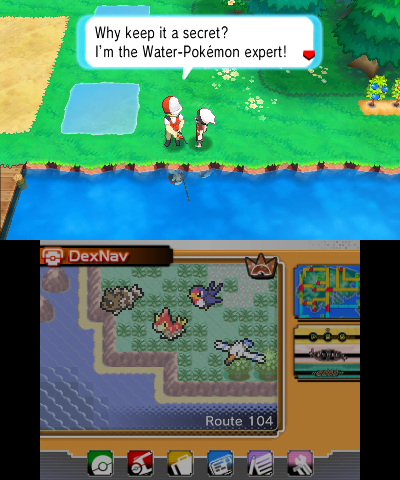 Why keep it a secret?
I'm the Water-Pokémon expert!
DexNav
Route 104